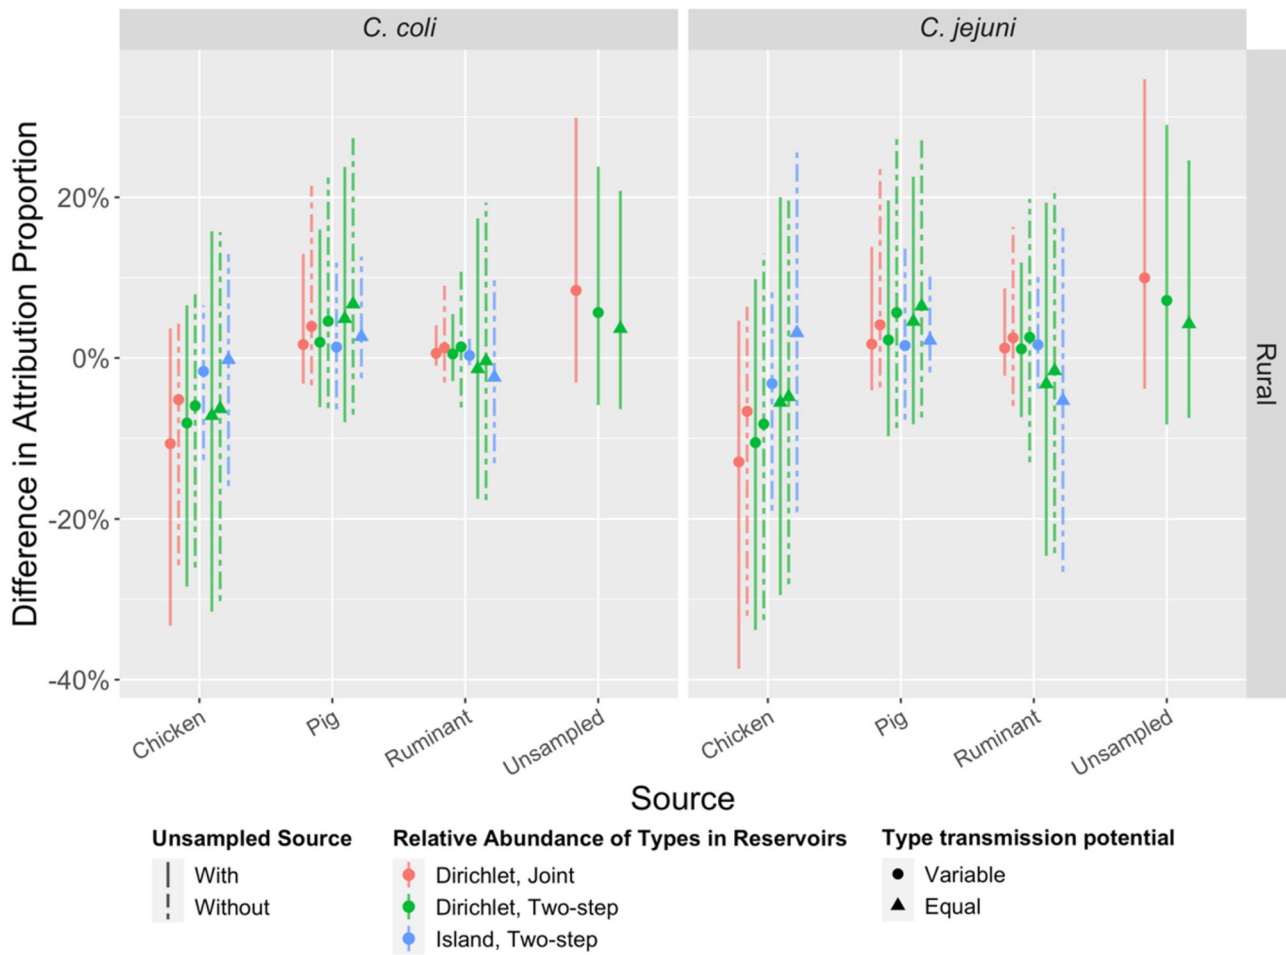 C. coli
C. jejuni
Difference in Attribution Proportion
20%
0%
-20%
-40%
Rural
Chicken
Pig
Ruminant
Unsampled
Chicken
Pig
Ruminant
Unsampled
Source
Unsampled Source
With
Without
Relative Abundance of Types in Reservoirs
Dirichlet, Joint
Dirichlet, Two-step
Island, Two-step
Type transmission potential
Variable
Equal